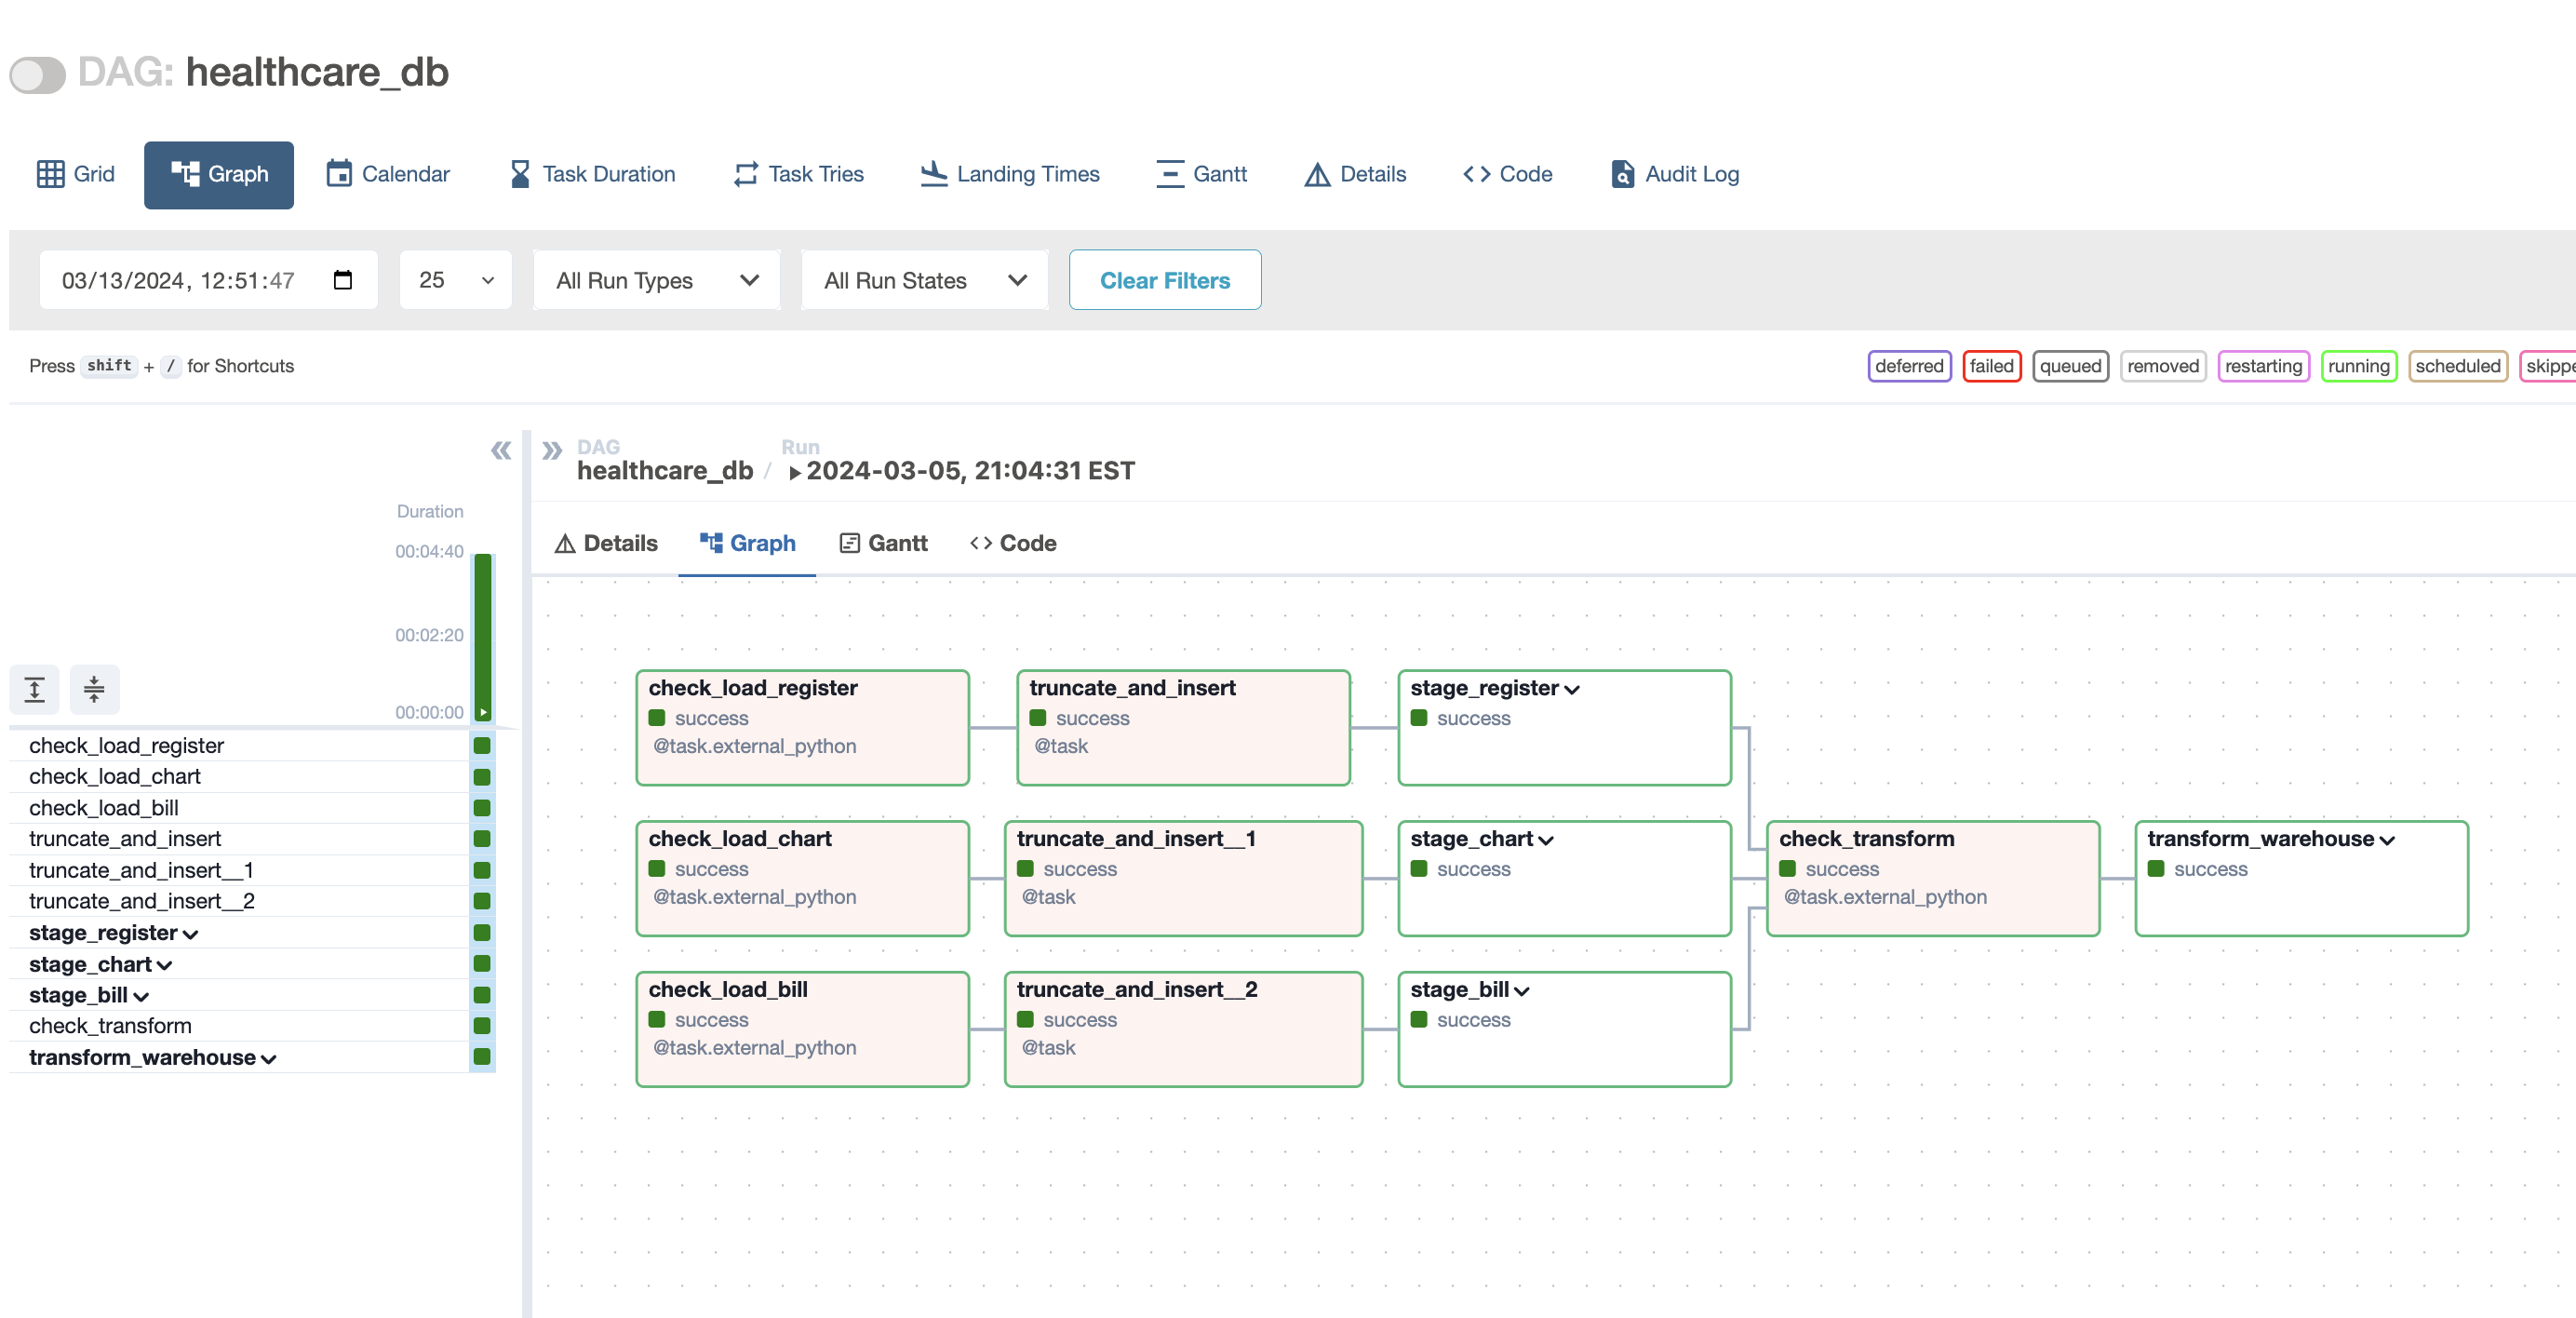 DAG: healthcare_db
Grid Graph Calendar Task Duration Task Tries Landing Times Gantt Details Code Audit Log
03/13/2024, 12:51:47 25 All Run Types All Run States Clear Filters
Press shift + / for Shortcuts
deferred failed queued removed restarting running scheduled skippe
DAG Run
healthcare_db / 2024-03-05, 21:04:31 EST
Details Graph Gantt Code
Duration
00:04:40
00:02:20
00:00:00
check_load_register
check_load_chart
check_load_bill
truncate_and_insert
truncate_and_insert__1
truncate_and_insert__2
stage_register
stage_chart
stage_bill
check_transform
transform_warehouse
check_load_register
success
@task.external_python
truncate_and_insert
success
@task
stage_register
success
check_load_chart
success
@task.external_python
truncate_and_insert__1
success
@task
stage_chart
success
check_transform
success
@task.external_python
transform_warehouse
success
check_load_bill
success
@task.external_python
truncate_and_insert__2
success
@task
stage_bill
success